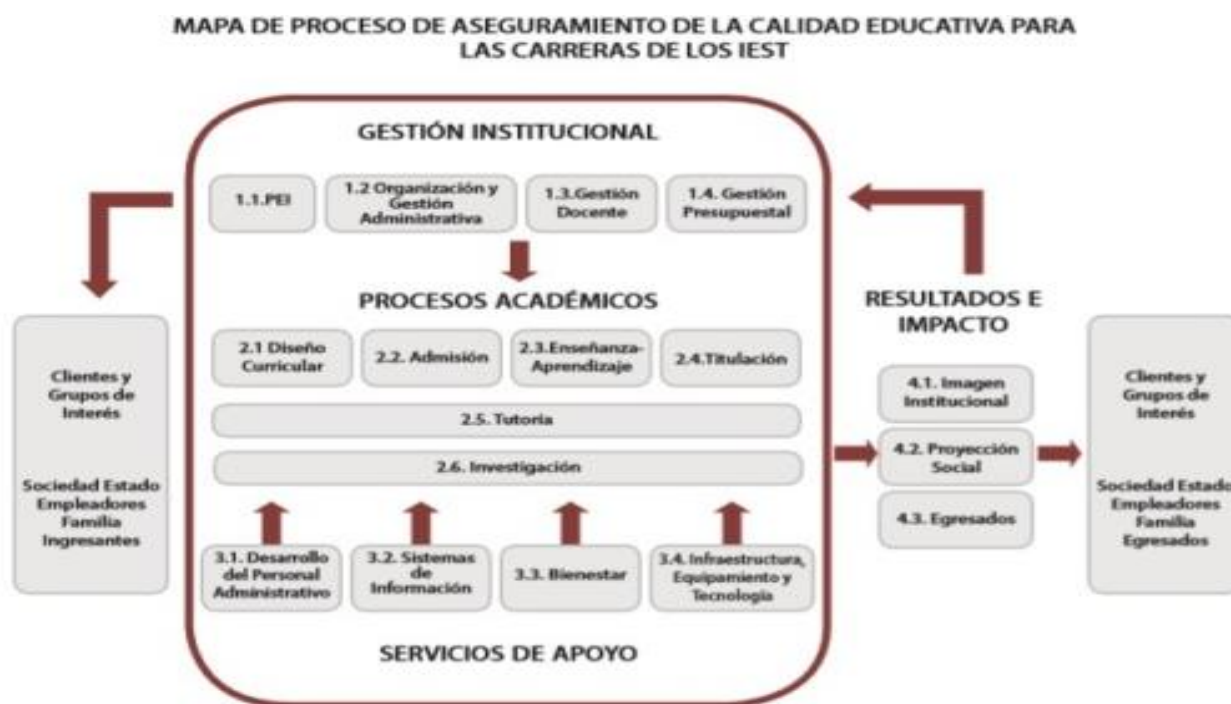 MAPA DE PROCESO DE ASEGURAMIENTO DE LA CALIDAD EDUCATIVA PARA
LAS CARRERAS DE LOS IEST
GESTIÓN INSTITUCIONAL
1.1.PEI
1.2 Organización y
Gestión
Administrativa
1.3.Gestión
Docente
1.4. Gestión
Presupuestal
PROCESOS ACADÉMICOS
2.1 Diseño
Curricular
2.2. Admisión
2.3.Enseñanza-
Aprendizaje
2.4.Titulación
2.5. Tutoria
2.6. Investigación
3.1. Desarrollo
del Personal
Administrativo
3.2. Sistemas
de
Información
3.3. Bienestar
3.4. Infraestructura,
Equipamiento y
Tecnología
SERVICIOS DE APOYO
Clientes y
Grupos de
Interés
Sociedad Estado
Empleadores
Familia
Ingresantes
RESULTADOS E
IMPACTO
4.1. Imagen
Institucional
4.2. Proyección
Social
4.3. Egresados
Clientes y
Grupos de
Interés
Sociedad Estado
Empleadores
Familia
Egresados